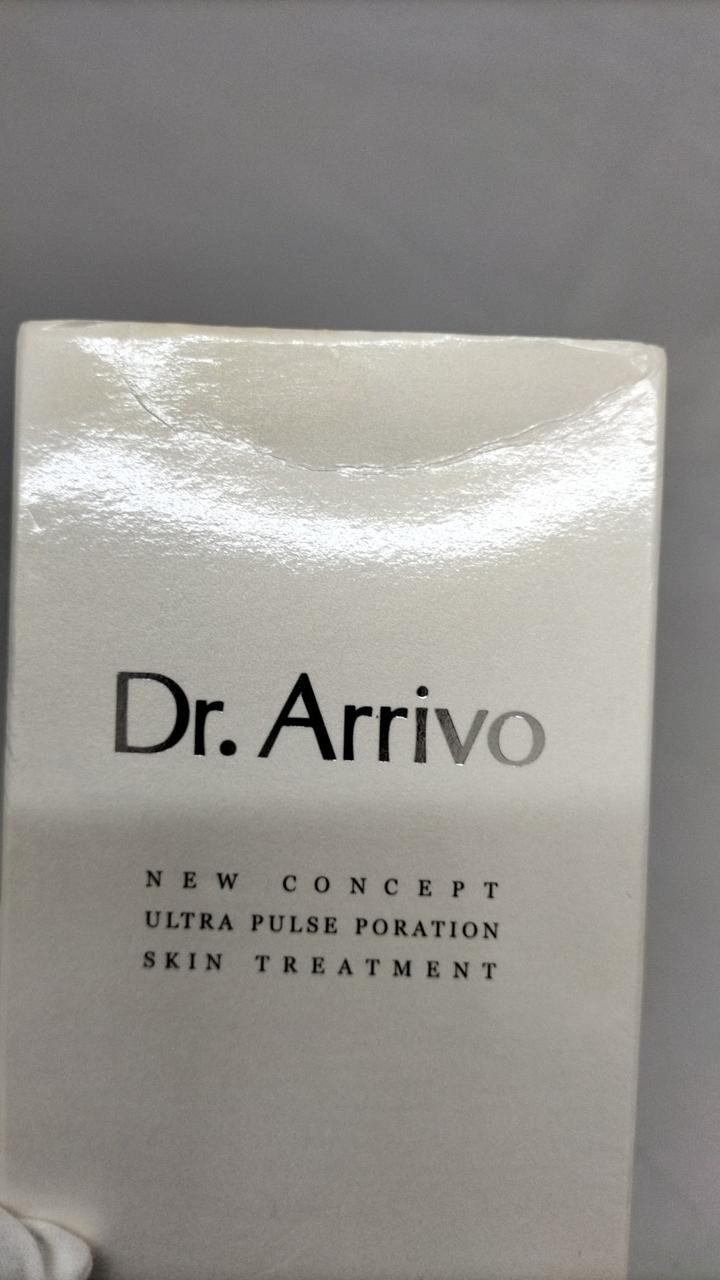 Dr. Arrivo
NEW CONCEPT
ULTRA PULSE PORATION
SKIN TREATMENT